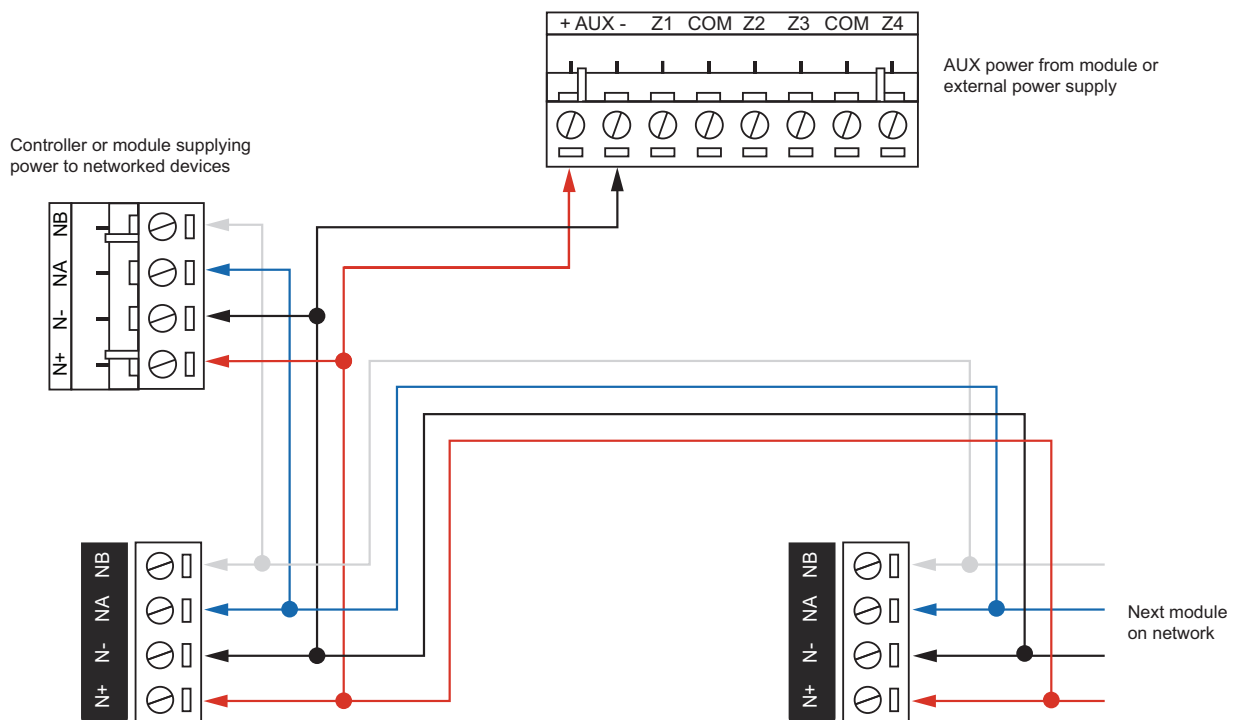 + AUX - Z1 COM Z2 Z3 COM Z4
AUX power from module or
external power supply
Controller or module supplying
power to networked devices
NB
NA
N-
N+
NB
NA
N-
N+
NB
NA
N-
N+
Next module
on network